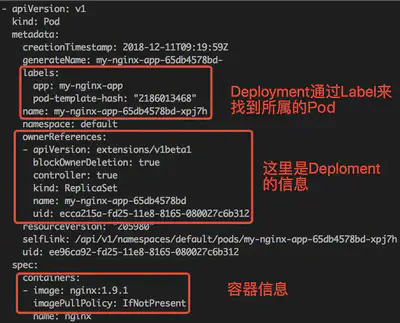 - apiVersion: v1
kind: Pod
metadata:
creationTimestamp: 2018-12-11T09:19:59Z
generateName: my-nginx-app-65db4578bd-
labels:
app: my-nginx-app
pod-template-hash: "2186013468"
name: my-nginx-app-65db4578bd-xpj7h
namespace: default
Deployment通过Label来
找到所属的Pod
ownerReferences:
- apiVersion: extensions/v1beta1
blockOwnerDeletion: true
controller: true
kind: ReplicaSet
name: my-nginx-app-65db4578bd
uid: ecca215a-fd25-11e8-8165-080027c6b312
这里是Deploment
的信息
resourceVersion: "205980"
selfLink: /api/v1/namespaces/default/pods/my-nginx-app-65db4578bd-xpj7h
uid: ee96ca92-fd25-11e8-8165-080027c6b312
spec:
containers:
- image: nginx:1.9.1
imagePullPolicy: IfNotPresent
name: nginx
容器信息